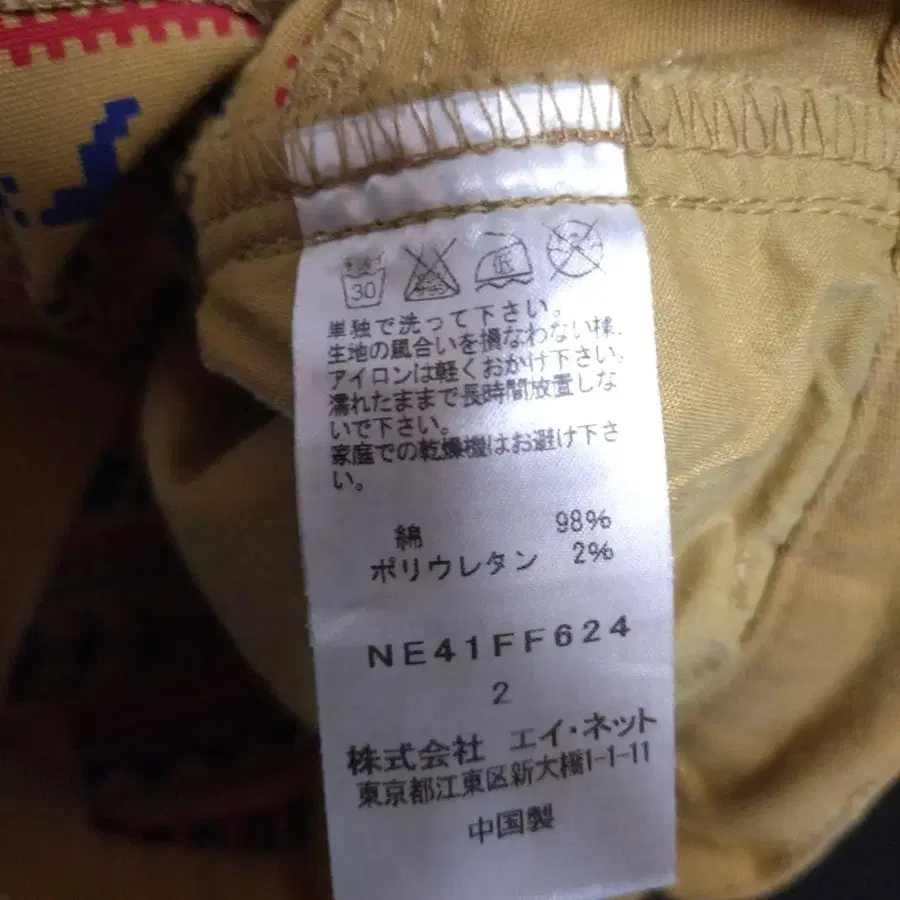 30
低
単独で洗って下さい。
生地の風合いを損なわない様、
アイロンは軽くおかけ下さい。
濡れたままで長時間放置しな
いで下さい。
家庭での乾燥機はお避け下さ
い。
綿 98%
ポリウレタン 2%
NE41FF624
2
株式会社 エイ・ネット
東京都江東区新大橋1-1-11
中国製